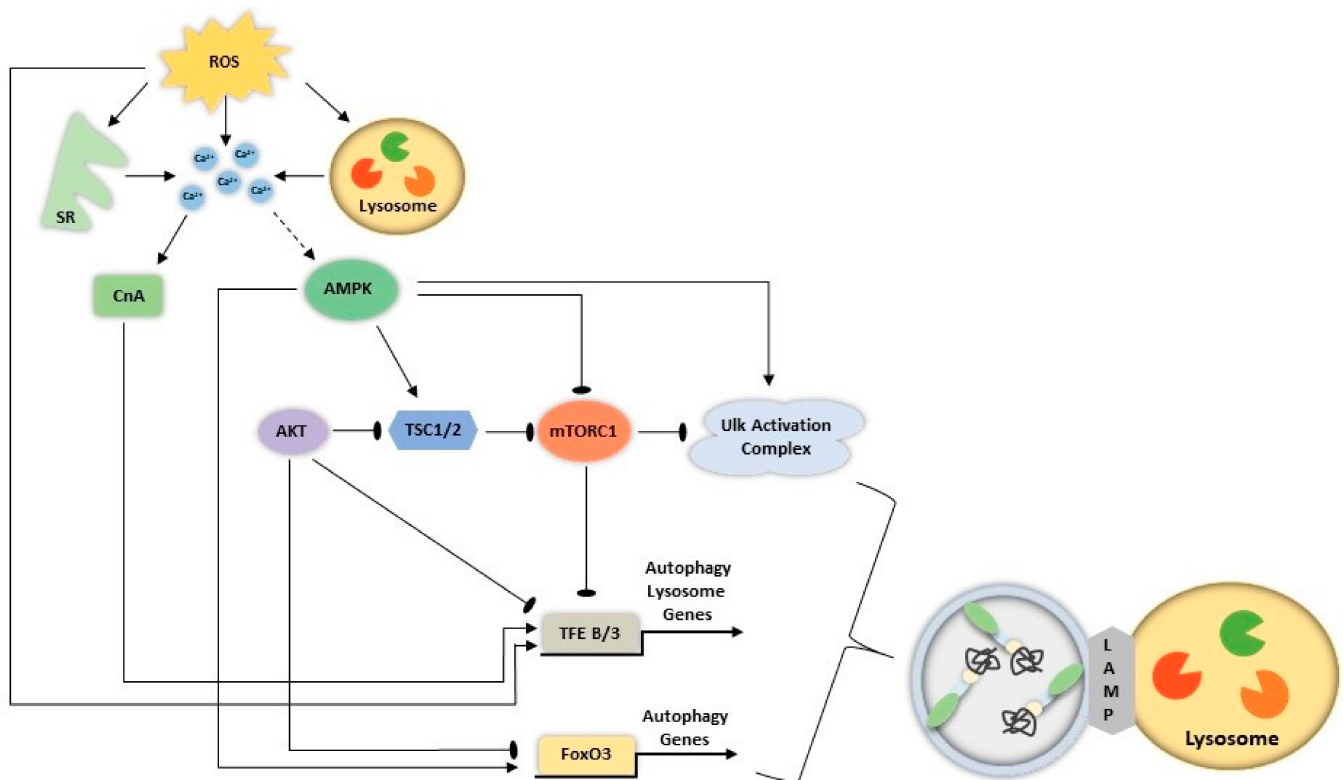 ROS
Ca²⁺
Ca²⁺
Ca²⁺
Ca²⁺
Ca²⁺
SR
Lysosome
CnA
AMPK
AKT
TSC1/2
mTORC1
Ulk Activation
Complex
Autophagy
Lysosome
Genes
TFE B/3
Autophagy
Genes
FoxO3
L
A
M
P
Lysosome